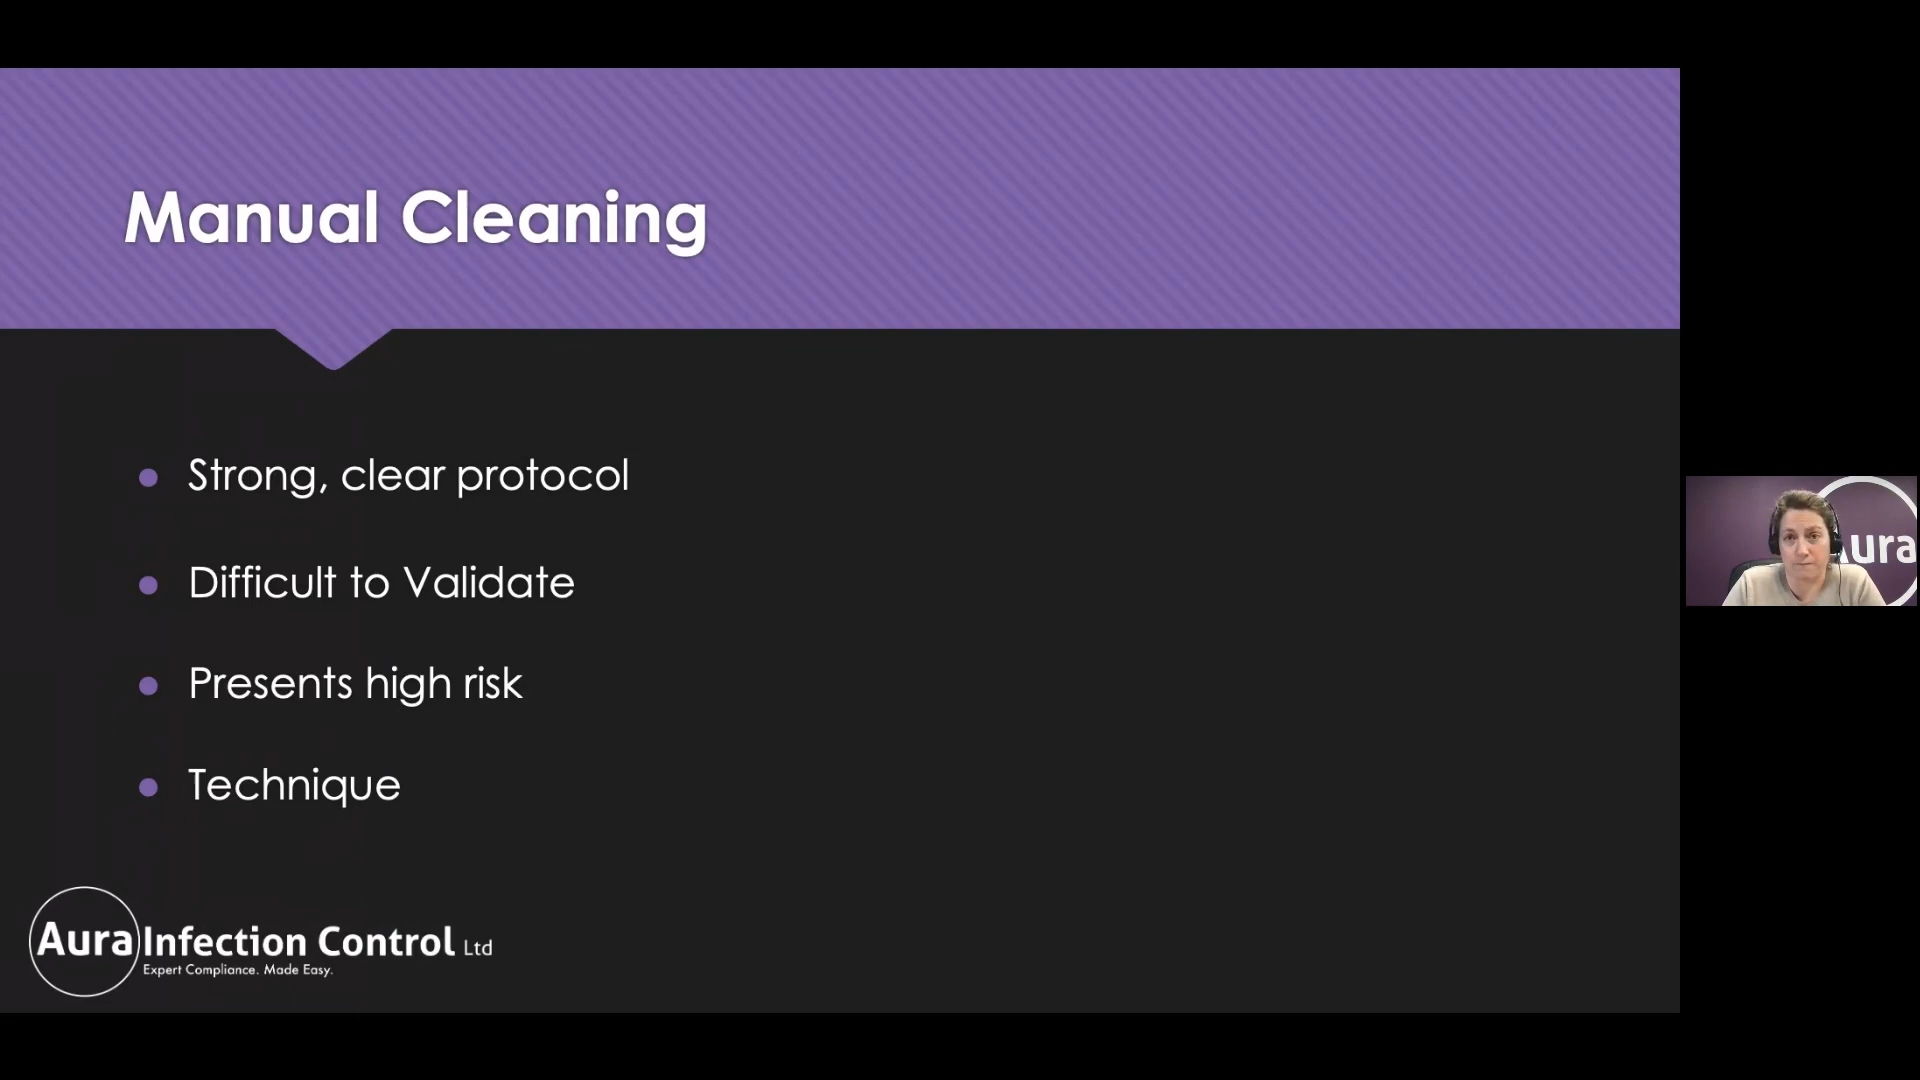 Manual Cleaning
Strong, clear protocol
Difficult to Validate
Presents high risk
Technique
Aura Infection Control Ltd
Expert Compliance. Made Easy.
Aura